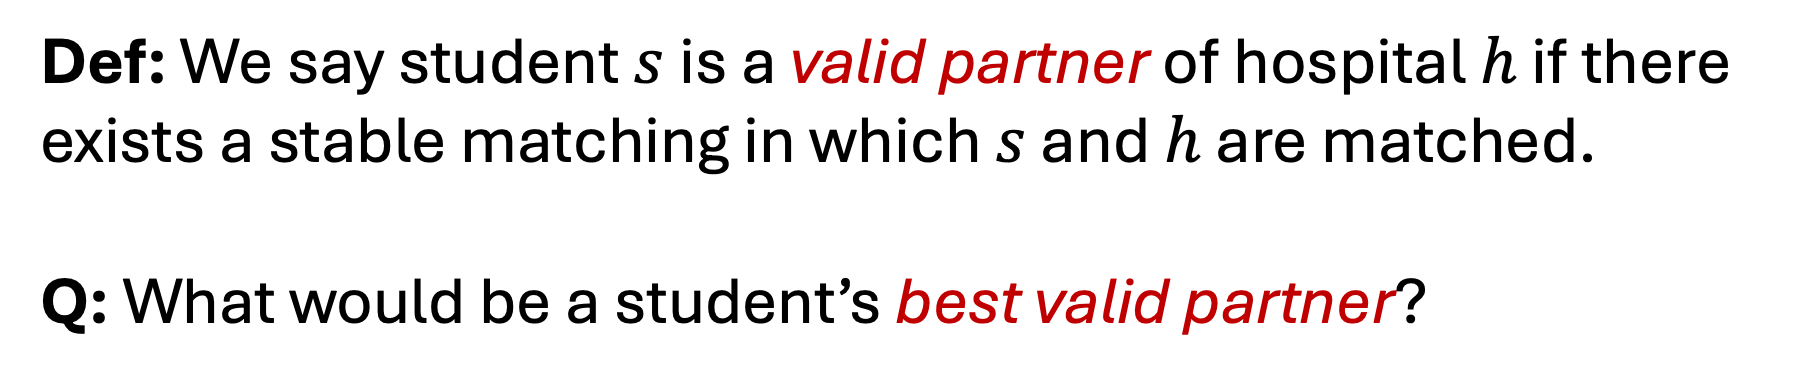 Def: We say student s is a valid partner of hospital h if there
exists a stable matching in which s and h are matched.
Q: What would be a student’s best valid partner?